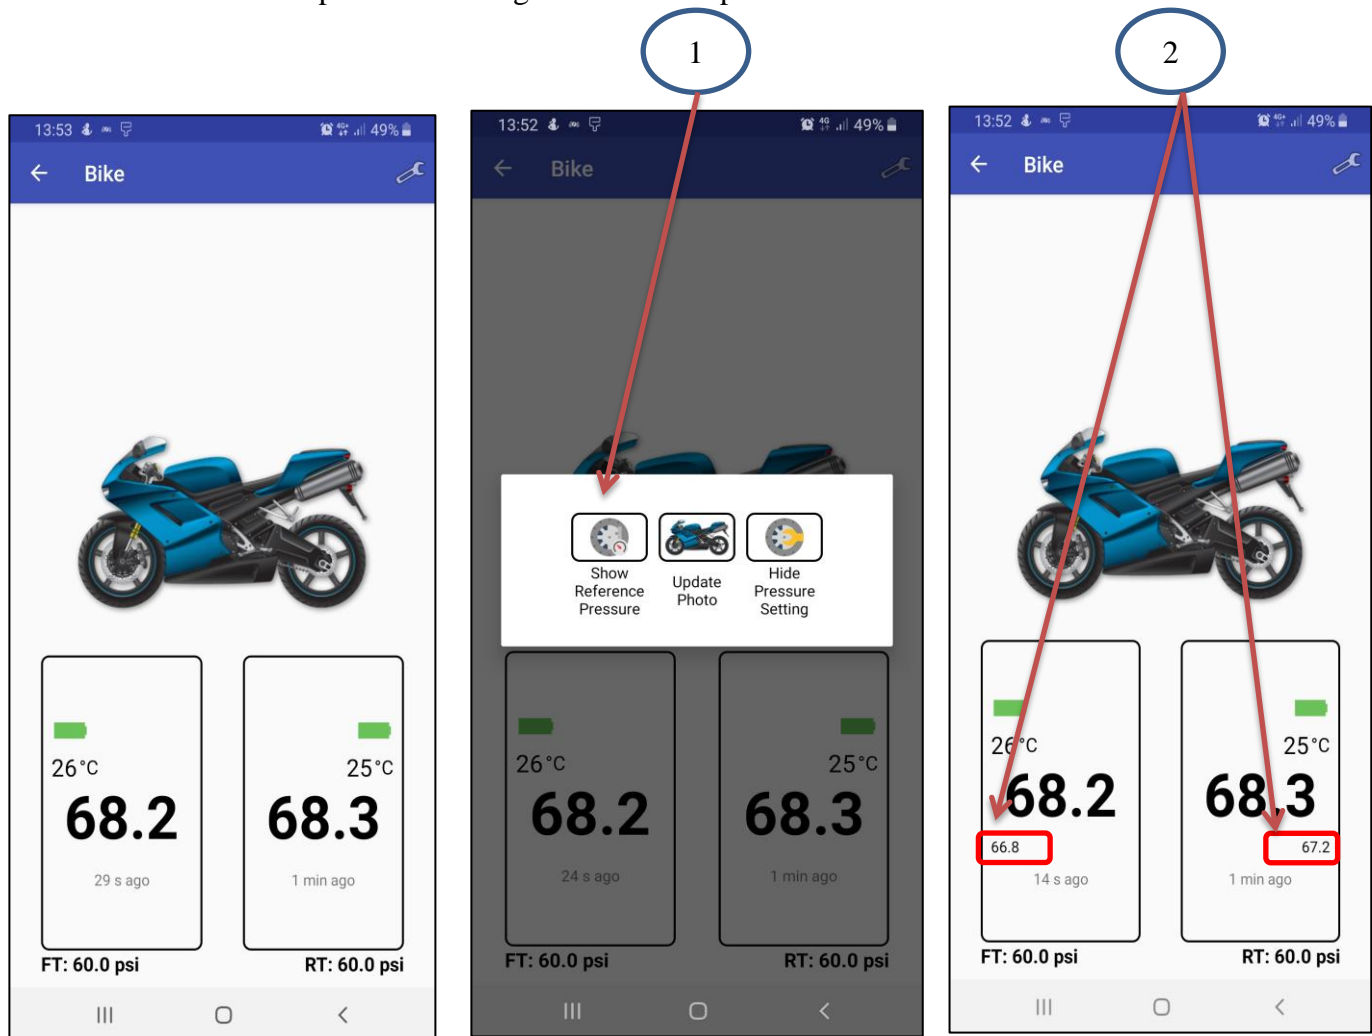 1
2
13:53 4G+ 49%
Bike
26°C
25°C
68.2
68.3
29 s ago
1 min ago
FT: 60.0 psi
RT: 60.0 psi
13:52 4G 49%
Bike
Show
Reference
Pressure
Update
Photo
Hide
Pressure
Setting
26°C
25°C
68.2
68.3
24 s ago
1 min ago
FT: 60.0 psi
RT: 60.0 psi
13:52 4G+ 49%
Bike
26°C
25°C
68.2
68.3
66.8
67.2
14 s ago
1 min ago
FT: 60.0 psi
RT: 60.0 psi